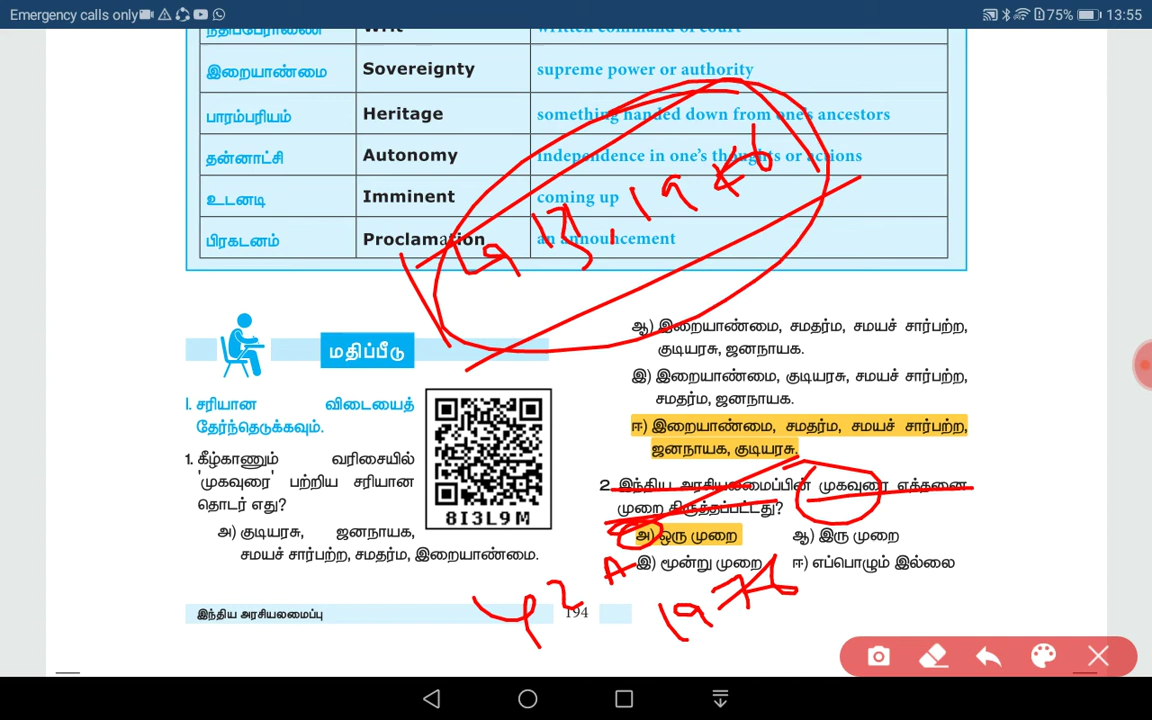 Emergency calls only 75% 13:55
இறையாண்மை Sovereignty supreme power or authority
பாரம்பரியம் Heritage something handed down from one's ancestors
தன்னாட்சி Autonomy independence in one's thoughts or actions
உடனடி Imminent coming up
பிரகடனம் Proclamation an announcement
மதிப்பீடு
I. சரியான விடையைத்
தேர்ந்தெடுக்கவும்.
1. கீழ்காணும் வரிசையில்
'முகவுரை' பற்றிய சரியான
தொடர் எது?
8I3L9M
அ) குடியரசு, ஜனநாயக,
சமயச் சார்பற்ற, சமதர்ம, இறையாண்மை.
ஆ) இறையாண்மை, சமதர்ம, சமயச் சார்பற்ற,
குடியரசு, ஜனநாயக.
இ) இறையாண்மை, குடியரசு, சமயச் சார்பற்ற,
சமதர்ம, ஜனநாயக.
ஈ) இறையாண்மை, சமதர்ம, சமயச் சார்பற்ற,
ஜனநாயக, குடியரசு.
2. இந்திய அரசியலமைப்பின் முகவுரை எத்தனை
முறை திருத்தப்பட்டது?
அ) ஒரு முறை ஆ) இரு முறை
இ) மூன்று முறை ஈ) எப்பொழும் இல்லை
42 A 1976
இந்திய அரசியலமைப்பு 194